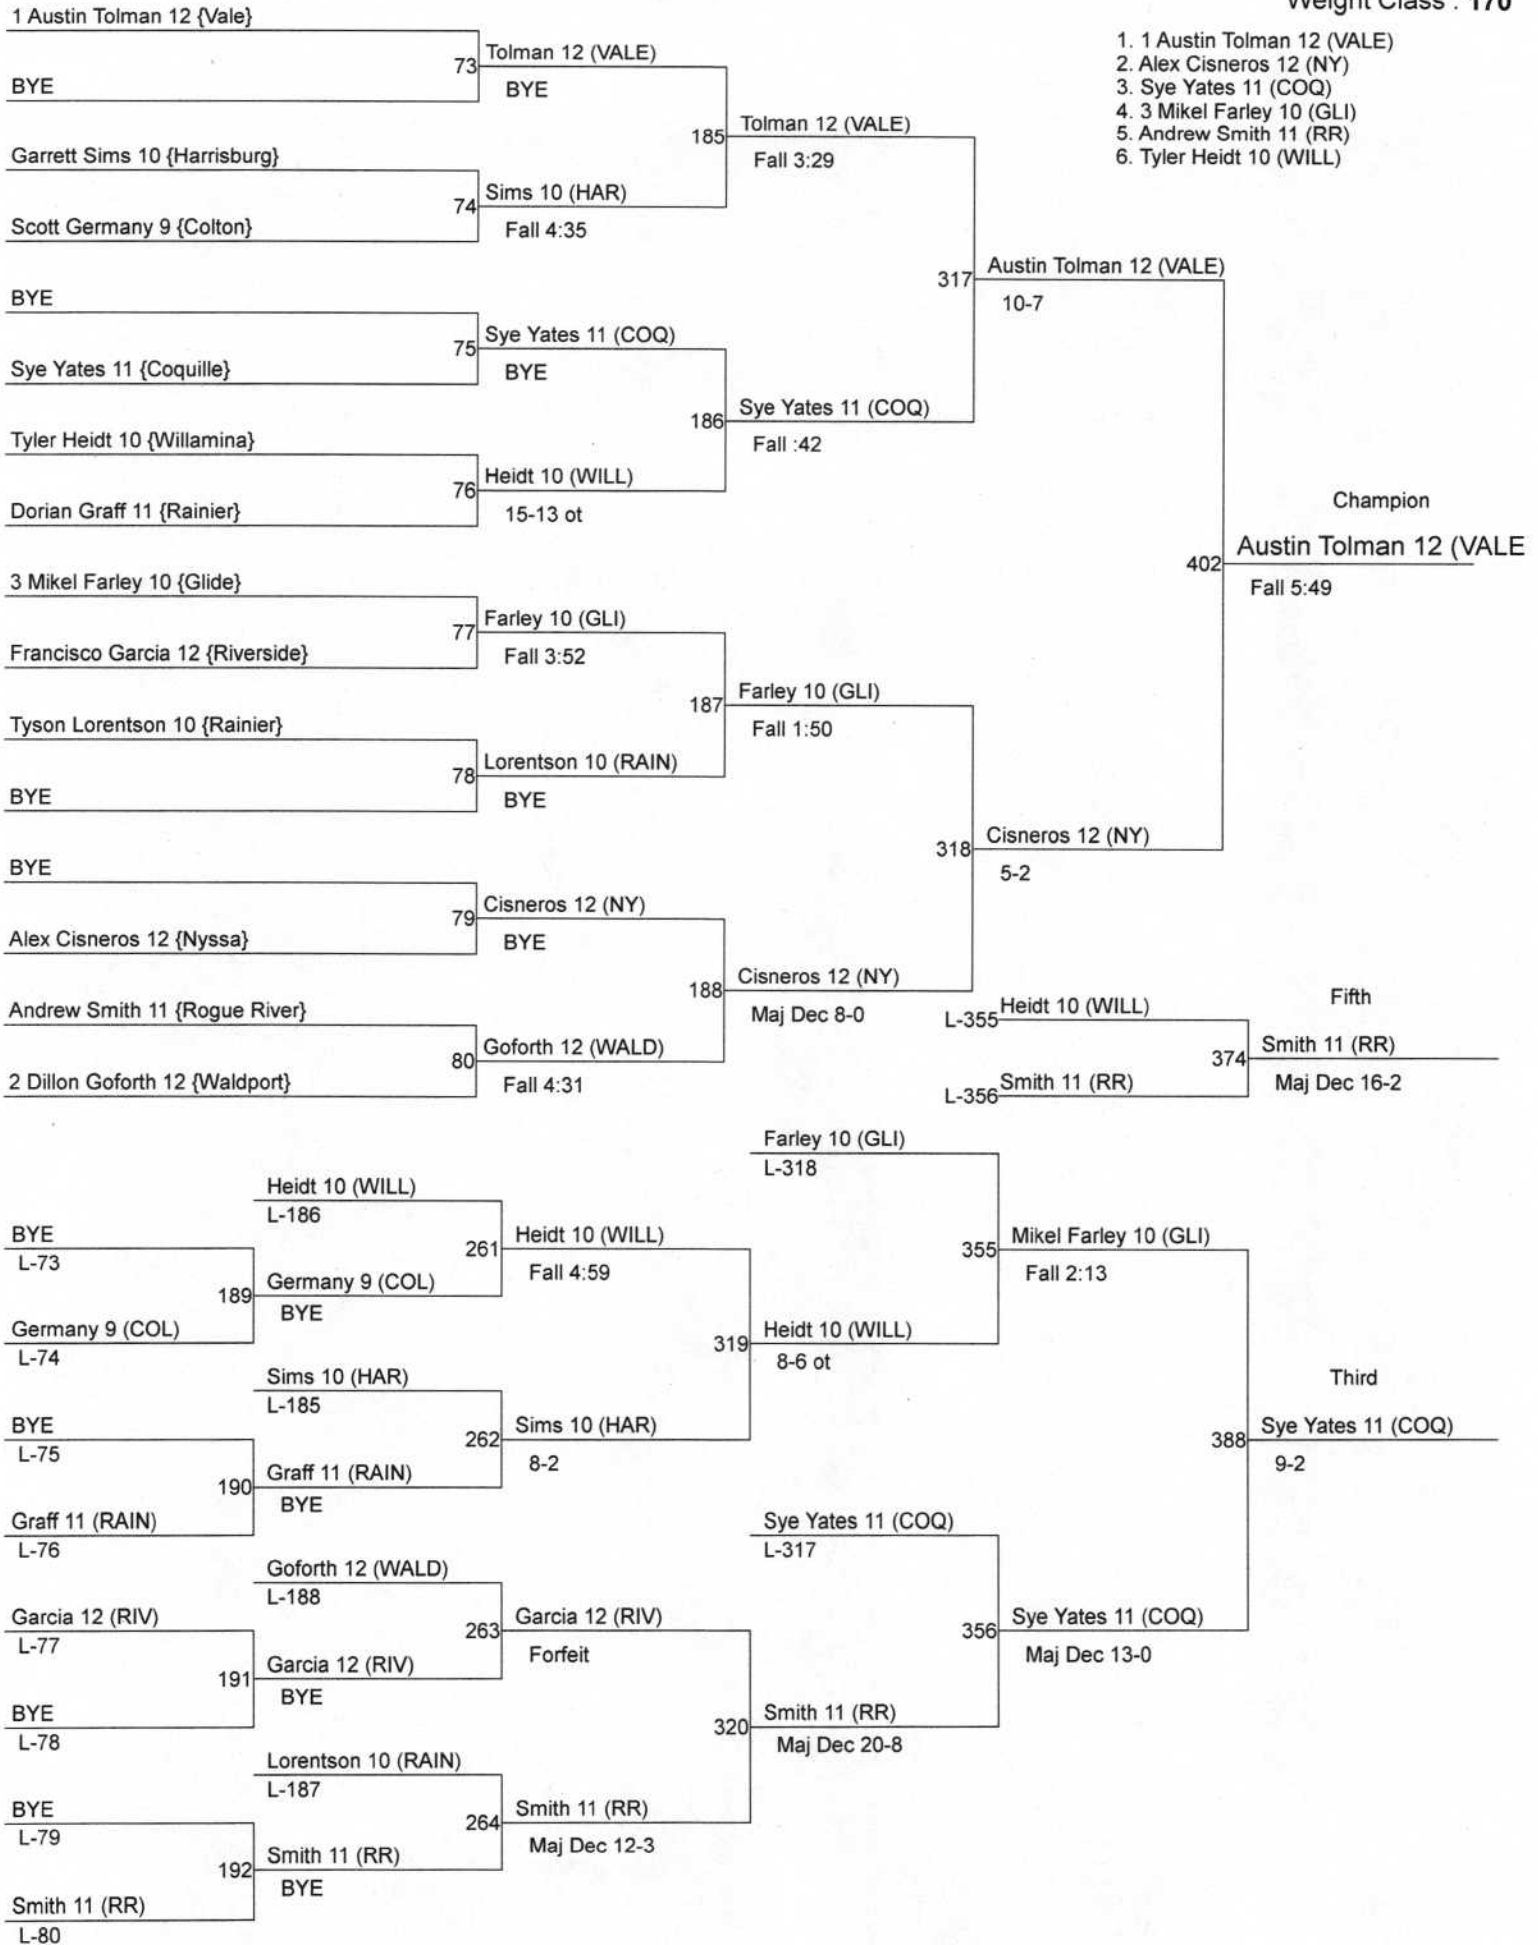 Weight Class : 170
1. 1 Austin Tolman 12 (VALE)
2. Alex Cisneros 12 (NY)
3. Sye Yates 11 (COQ)
4. 3 Mikel Farley 10 (GLI)
5. Andrew Smith 11 (RR)
6. Tyler Heidt 10 (WILL)
1 Austin Tolman 12 {Vale}
73
Tolman 12 (VALE)
BYE
BYE
185
Tolman 12 (VALE)
Fall 3:29
Garrett Sims 10 {Harrisburg}
74
Sims 10 (HAR)
Fall 4:35
Scott Germany 9 {Colton}
317
Austin Tolman 12 (VALE)
10-7
BYE
75
Sye Yates 11 (COQ)
BYE
Sye Yates 11 {Coquille}
186
Sye Yates 11 (COQ)
Fall :42
Tyler Heidt 10 {Willamina}
76
Heidt 10 (WILL)
15-13 ot
Dorian Graff 11 {Rainier}
Champion
402
Austin Tolman 12 (VALE
Fall 5:49
3 Mikel Farley 10 {Glide}
77
Farley 10 (GLI)
Fall 3:52
Francisco Garcia 12 {Riverside}
187
Farley 10 (GLI)
Fall 1:50
Tyson Lorentson 10 {Rainier}
78
Lorentson 10 (RAIN)
BYE
BYE
318
Cisneros 12 (NY)
5-2
BYE
79
Cisneros 12 (NY)
BYE
Alex Cisneros 12 {Nyssa}
188
Cisneros 12 (NY)
Maj Dec 8-0
Andrew Smith 11 {Rogue River}
80
Goforth 12 (WALD)
Fall 4:31
2 Dillon Goforth 12 {Waldport}
Fifth
L-355
Heidt 10 (WILL)
374
Smith 11 (RR)
Maj Dec 16-2
L-356
Smith 11 (RR)
Farley 10 (GLI)
L-318
Heidt 10 (WILL)
L-186
BYE
L-73
261
Heidt 10 (WILL)
Fall 4:59
355
Mikel Farley 10 (GLI)
Fall 2:13
189
Germany 9 (COL)
BYE
Germany 9 (COL)
L-74
319
Heidt 10 (WILL)
8-6 ot
Sims 10 (HAR)
L-185
Third
BYE
L-75
262
Sims 10 (HAR)
8-2
388
Sye Yates 11 (COQ)
9-2
190
Graff 11 (RAIN)
BYE
Graff 11 (RAIN)
L-76
Sye Yates 11 (COQ)
L-317
Goforth 12 (WALD)
L-188
Garcia 12 (RIV)
L-77
263
Garcia 12 (RIV)
Forfeit
356
Sye Yates 11 (COQ)
Maj Dec 13-0
191
Garcia 12 (RIV)
BYE
BYE
L-78
320
Smith 11 (RR)
Maj Dec 20-8
Lorentson 10 (RAIN)
L-187
BYE
L-79
264
Smith 11 (RR)
Maj Dec 12-3
192
Smith 11 (RR)
BYE
Smith 11 (RR)
L-80